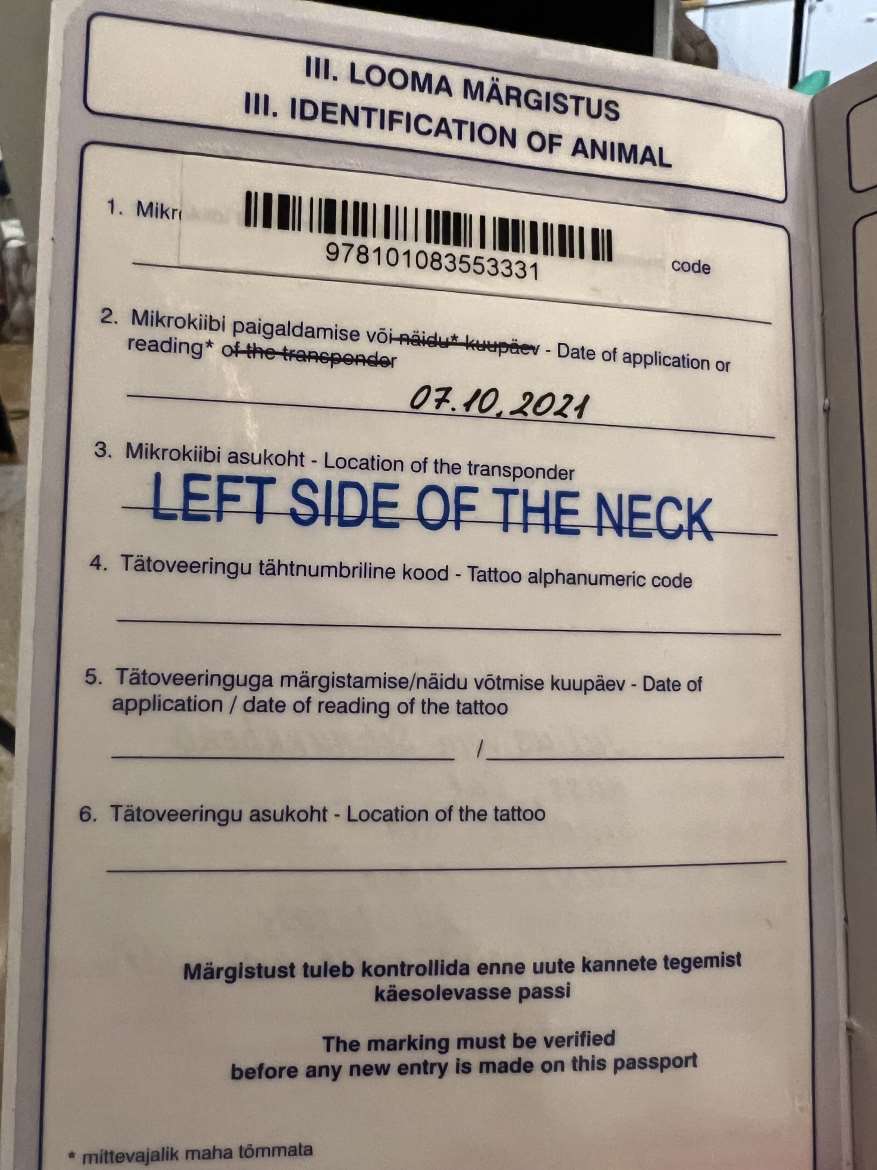 III. LOOMA MÄRGISTUS
III. IDENTIFICATION OF ANIMAL
1. Mikr
978101083553331
code
2. Mikrokiibi paigaldamise või näidu* kuupäev - Date of application or
reading* of the transponder
07.10.2021
3. Mikrokiibi asukoht - Location of the transponder
LEFT SIDE OF THE NECK
4. Tätoveeringu tähtnumbriline kood - Tattoo alphanumeric code
5. Tätoveeringuga märgistamise/näidu võtmise kuupäev - Date of
application / date of reading of the tattoo
/
6. Tätoveeringu asukoht - Location of the tattoo
Märgistust tuleb kontrollida enne uute kannete tegemist
käesolevasse passi
The marking must be verified
before any new entry is made on this passport
* mittevajalik maha tõmmata